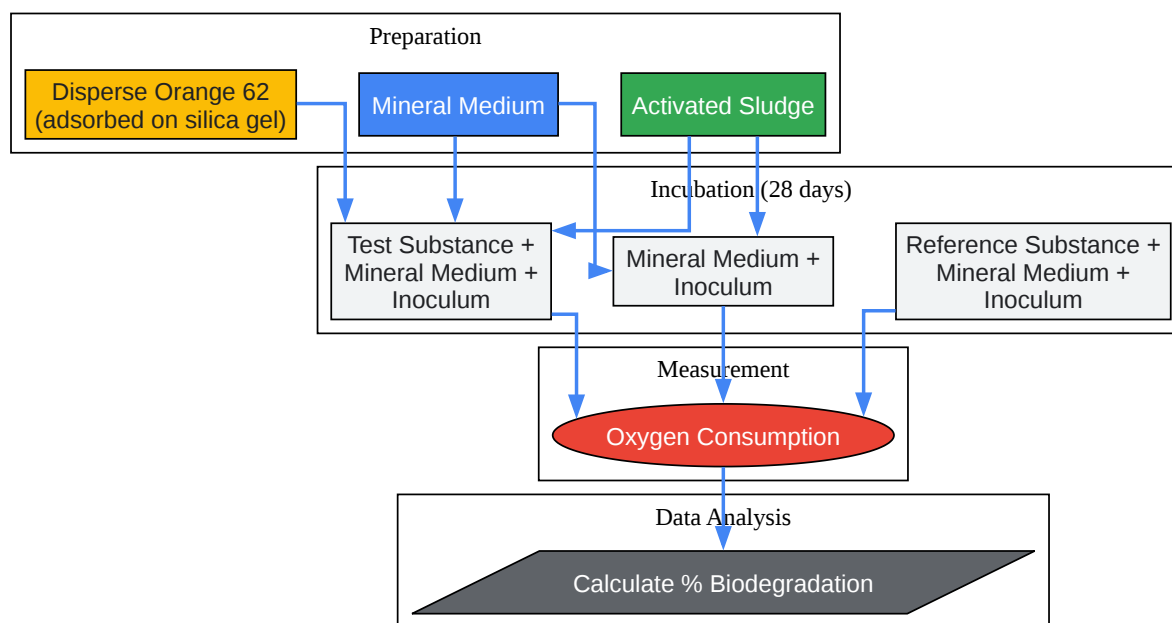 Preparation
Disperse Orange 62
(adsorbed on silica gel)
Mineral Medium
Activated Sludge
Incubation (28 days)
Test Substance +
Mineral Medium +
Inoculum
Mineral Medium +
Inoculum
Reference Substance +
Mineral Medium +
Inoculum
Measurement
Oxygen Consumption
Data Analysis
Calculate % Biodegradation